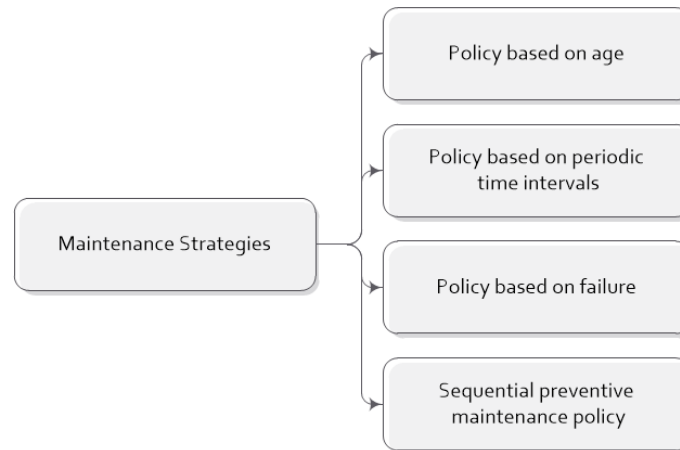 Policy based on age
Policy based on periodic
time intervals
Maintenance Strategies
Policy based on failure
Sequential preventive
maintenance policy